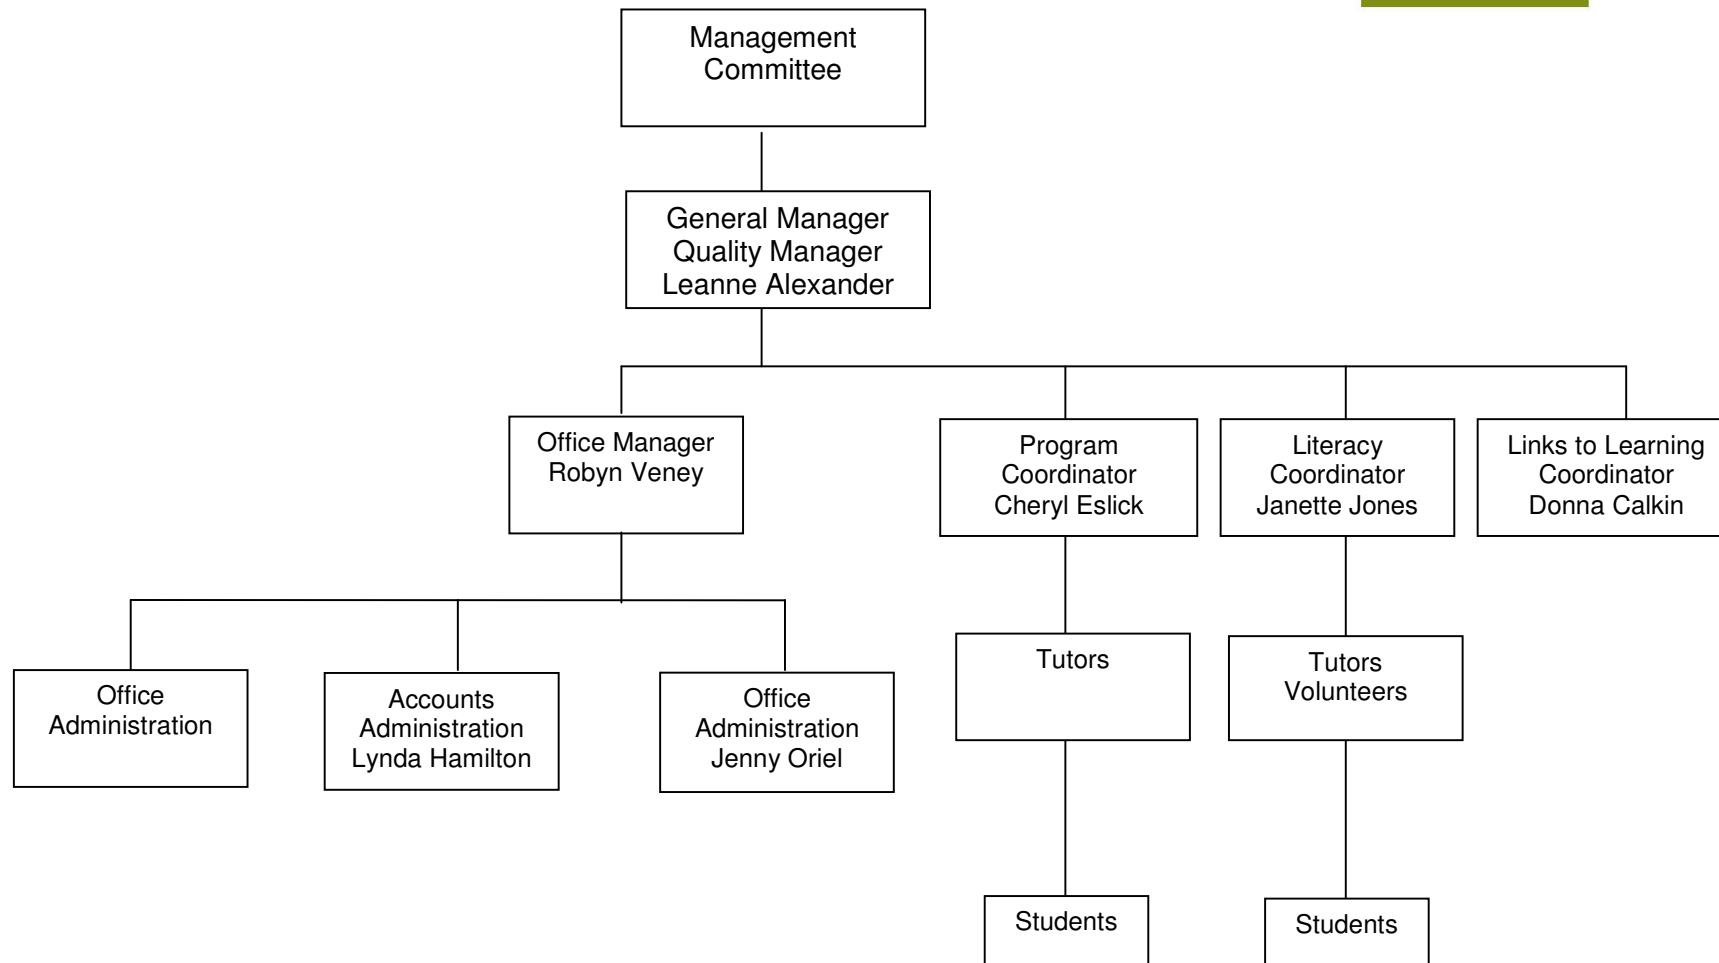 Management
Committee
General Manager
Quality Manager
Leanne Alexander
Office Manager
Robyn Veney
Program
Coordinator
Cheryl Eslick
Literacy
Coordinator
Janette Jones
Links to Learning
Coordinator
Donna Calkin
Office
Administration
Accounts
Administration
Lynda Hamilton
Office
Administration
Jenny Oriel
Tutors
Tutors
Volunteers
Students
Students